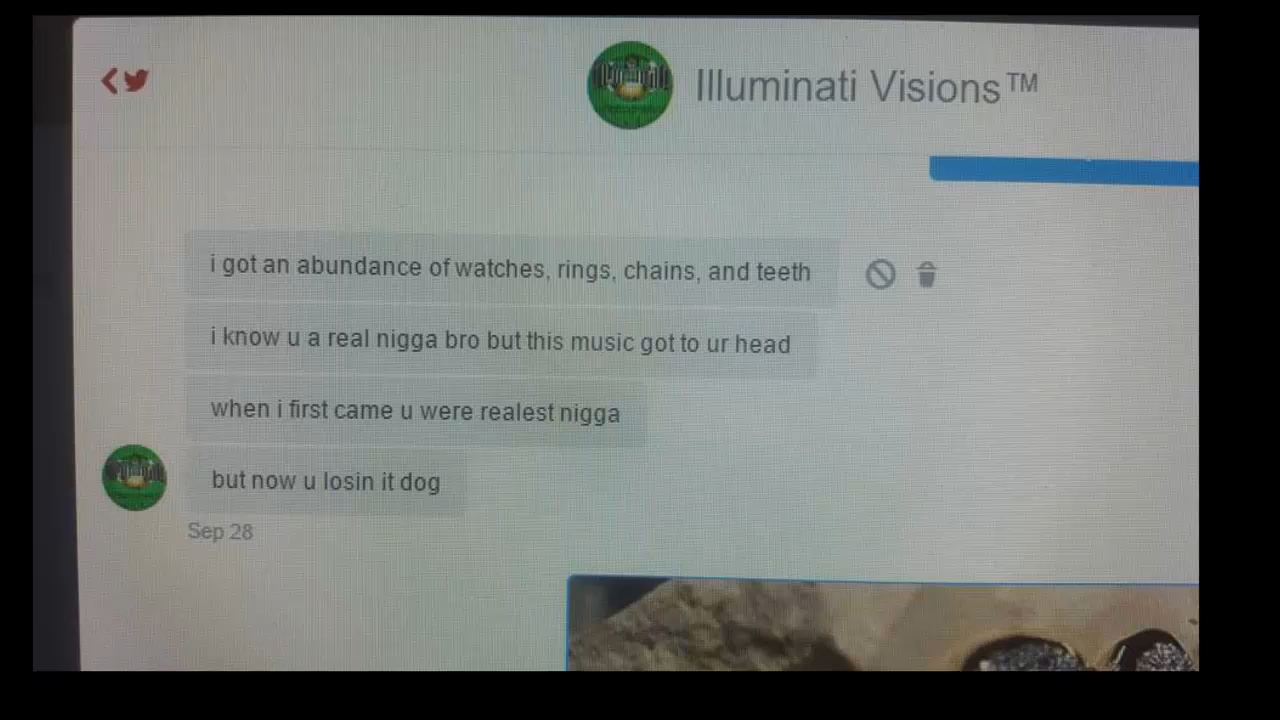 Illuminati Visions™
i got an abundance of watches, rings, chains, and teeth
i know u a real nigga bro but this music got to ur head
when i first came u were realest nigga
but now u losin it dog
Sep 28